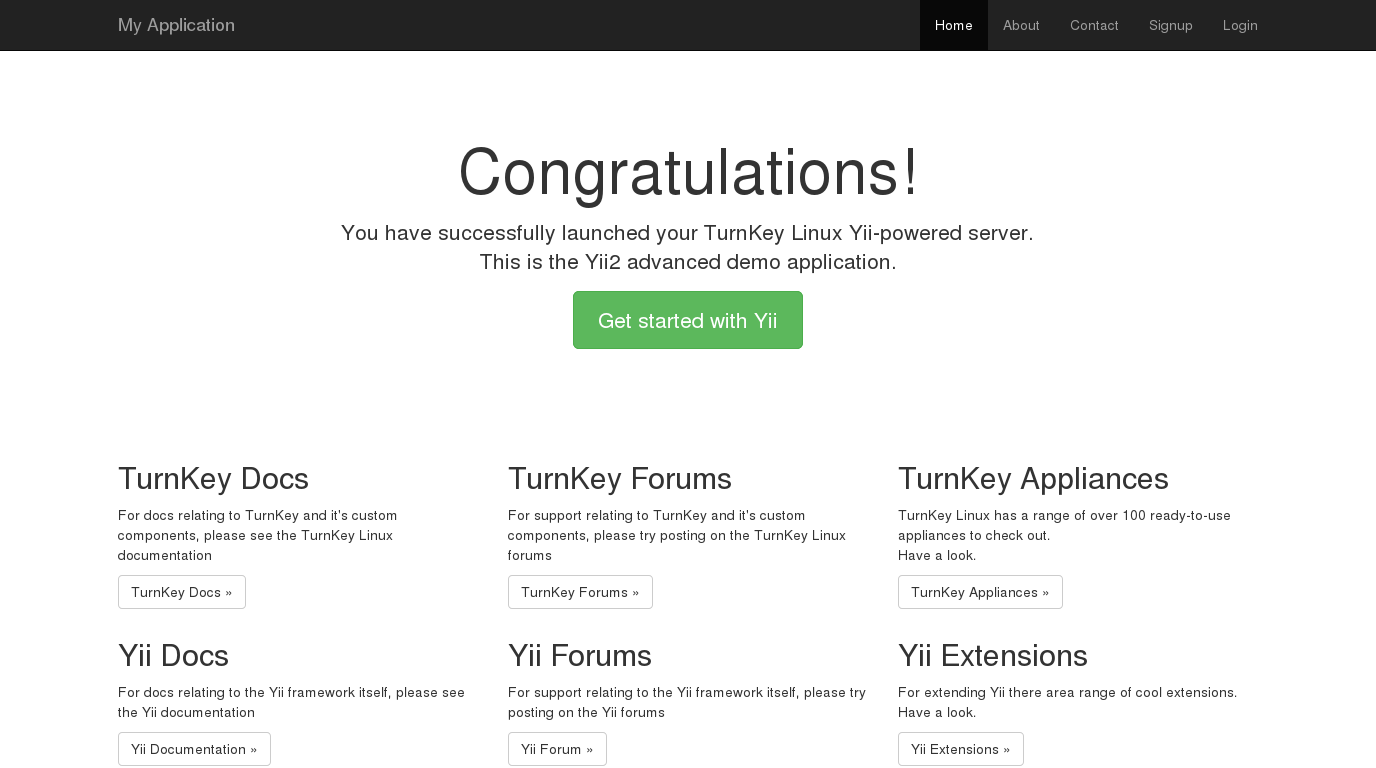 My Application
Home
About
Contact
Signup
Login
Congratulations!
You have successfully launched your TurnKey Linux Yii-powered server.
This is the Yii2 advanced demo application.
Get started with Yii
TurnKey Docs
For docs relating to TurnKey and it's custom
components, please see the TurnKey Linux
documentation
TurnKey Docs »
TurnKey Forums
For support relating to TurnKey and it's custom
components, please try posting on the TurnKey Linux
forums
TurnKey Forums »
TurnKey Appliances
TurnKey Linux has a range of over 100 ready-to-use
appliances to check out.
Have a look.
TurnKey Appliances »
Yii Docs
For docs relating to the Yii framework itself, please see
the Yii documentation
Yii Documentation »
Yii Forums
For support relating to the Yii framework itself, please try
posting on the Yii forums
Yii Forum »
Yii Extensions
For extending Yii there area range of cool extensions.
Have a look.
Yii Extensions »